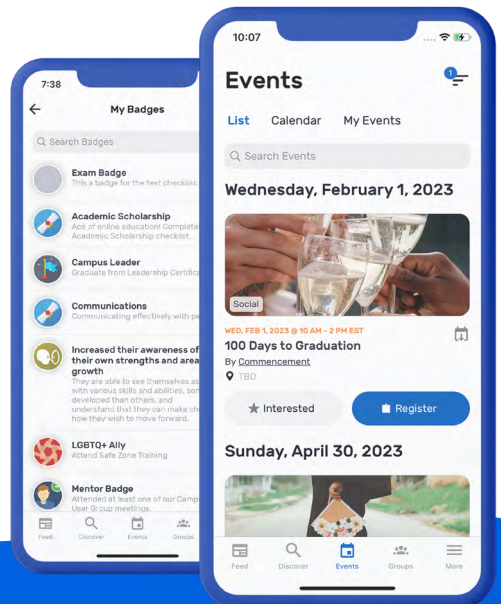 7:38
My Badges
Search Badges
Exam Badge
This a badge for the test checklist.
Academic Scholarship
Ace of online education! Complete
Academic Scholarship checklist.
Campus Leader
Graduate from Leadership Certific
Communications
Communicating effectively with pe
Increased their awareness of
their own strengths and area
growth
They are able to see themselves as
with various skills and abilities, som
developed than others, and
understand that they can make ch
how they wish to move forward.
LGBTQ+ Ally
Attend Safe Zone Training
Mentor Badge
Attended at least one of our Camp
User Group meetings.
Feed
Discover
Events
Groups
10:07
Events
1
List
Calendar
My Events
Search Events
Wednesday, February 1, 2023
Social
WED, FEB 1, 2023 @ 10 AM - 2 PM EST
100 Days to Graduation
By Commencement
TBD
Interested
Register
Sunday, April 30, 2023
Feed
Discover
Events
Groups
More